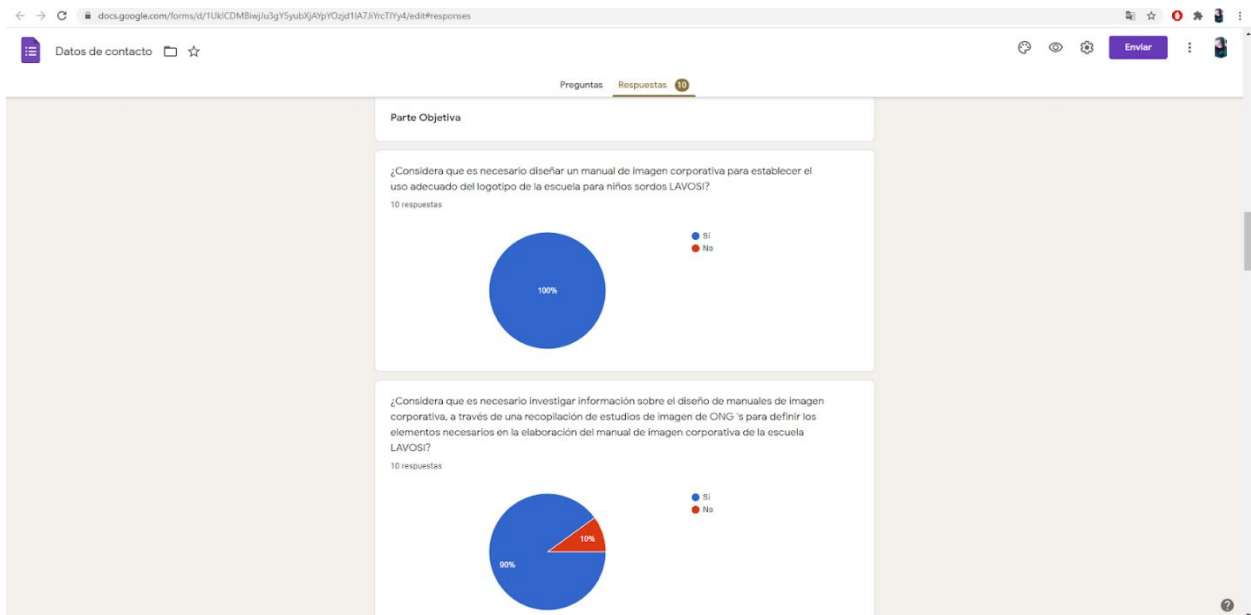 docs.google.com/forms/d/1UkICDMBiwjJu3gY5yubXjAYpYOzjd1IA7JiYrcTIYy4/edit#responses
Datos de contacto
Enviar
Preguntas Respuestas 10
Parte Objetiva
¿Considera que es necesario diseñar un manual de imagen corporativa para establecer el
uso adecuado del logotipo de la escuela para niños sordos LAVOSI?
10 respuestas
Sí
No
100%
¿Considera que es necesario investigar información sobre el diseño de manuales de imagen
corporativa, a través de una recopilación de estudios de imagen de ONG ´s para definir los
elementos necesarios en la elaboración del manual de imagen corporativa de la escuela
LAVOSI?
10 respuestas
Sí
No
10%
90%